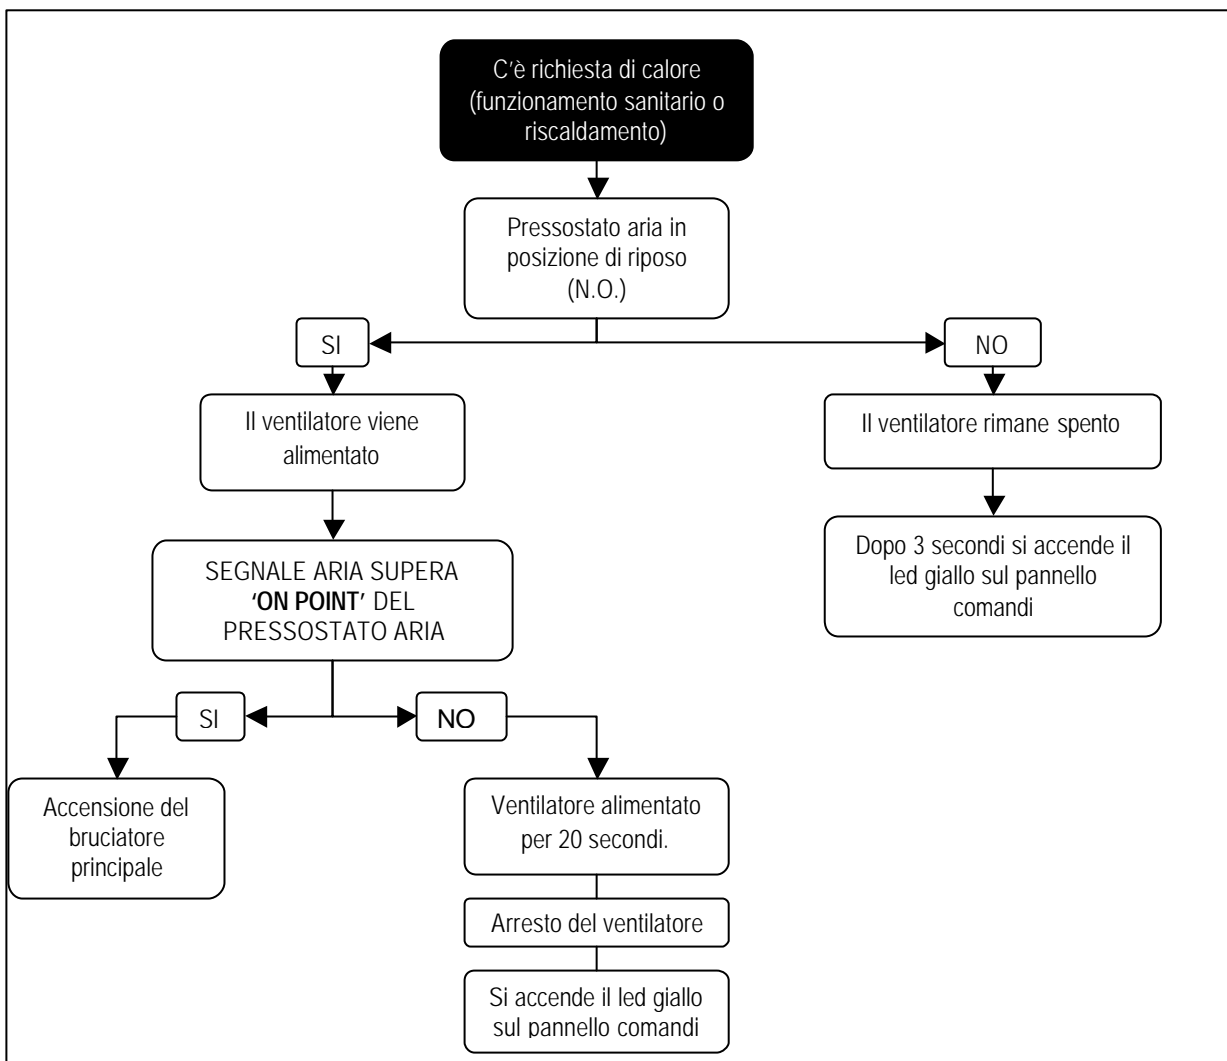 C'è richiesta di calore
(funzionamento sanitario o
riscaldamento)
Pressostato aria in
posizione di riposo
(N.O.)
SI
NO
Il ventilatore viene
alimentato
Il ventilatore rimane spento
SEGNALE ARIA SUPERA
'ON POINT' DEL
PRESSOSTATO ARIA
Dopo 3 secondi si accende il
led giallo sul pannello
comandi
SI
NO
Accensione del
bruciatore
principale
Ventilatore alimentato
per 20 secondi.
Arresto del ventilatore
Si accende il led giallo
sul pannello comandi